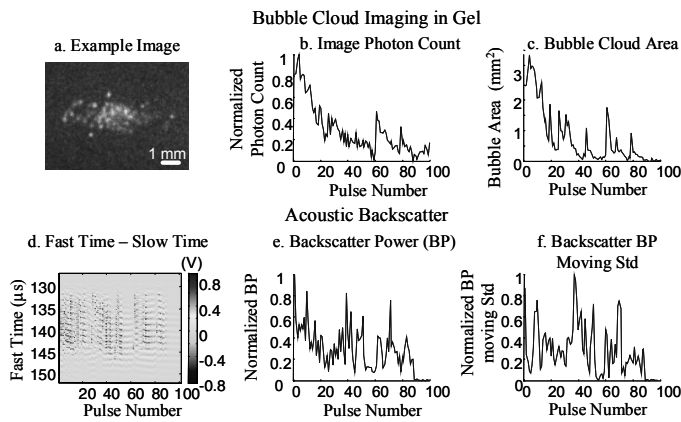 Bubble Cloud Imaging in Gel
a. Example Image
1 mm
b. Image Photon Count
Normalized
Photon Count
1
0.8
0.6
0.4
0.2
0
0 20 40 60 80 100
Pulse Number
c. Bubble Cloud Area
Bubble Area (mm²)
3
2
1
0
0 20 40 60 80 100
Pulse Number
Acoustic Backscatter
d. Fast Time – Slow Time
(V)
Fast Time (µs)
130
135
140
145
150
20 40 60 80 100
Pulse Number
0.8
0.4
0
-0.4
-0.8
e. Backscatter Power (BP)
Normalized BP
1
0.8
0.6
0.4
0.2
0
0 20 40 60 80 100
Pulse Number
f. Backscatter BP
Moving Std
Normalized BP
moving Std
1
0.8
0.6
0.4
0.2
0
0 20 40 60 80 100
Pulse Number